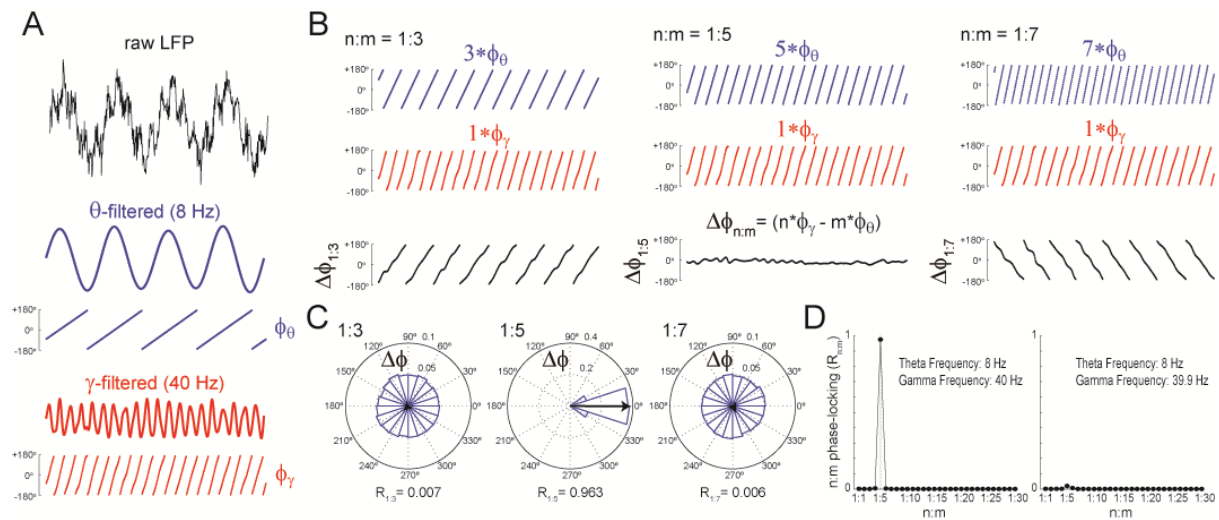 A
raw LFP
θ-filtered (8 Hz)
+180°
0°
-180°
ϕθ
γ-filtered (40 Hz)
+180°
0°
-180°
ϕγ
B
n:m = 1:3
3*ϕθ
+180°
0°
-180°
1*ϕγ
+180°
0°
-180°
Δϕ1:3
+180°
0°
-180°
n:m = 1:5
5*ϕθ
+180°
0°
-180°
1*ϕγ
+180°
0°
-180°
Δϕn:m = (n*ϕγ - m*ϕθ)
Δϕ1:5
+180°
0°
-180°
n:m = 1:7
7*ϕθ
+180°
0°
-180°
1*ϕγ
+180°
0°
-180°
Δϕ1:7
+180°
0°
-180°
C
1:3
Δϕ
90° 0.1
120° 60°
0.05
150° 30°
180° 0°
210° 330°
240° 300°
270°
R1:3= 0.007
1:5
Δϕ
90° 0.4
120° 60°
0.2
150° 30°
180° 0°
210° 330°
240° 300°
270°
R1:5= 0.963
1:7
Δϕ
90° 0.1
120° 60°
0.05
150° 30°
180° 0°
210° 330°
240° 300°
270°
R1:7= 0.006
D
n:m phase-locking (Rn:m)
1
0
Theta Frequency: 8 Hz
Gamma Frequency: 40 Hz
1:1 1:5 1:10 1:15 1:20 1:25 1:30
n:m
1
0
Theta Frequency: 8 Hz
Gamma Frequency: 39.9 Hz
1:1 1:5 1:10 1:15 1:20 1:25 1:30
n:m